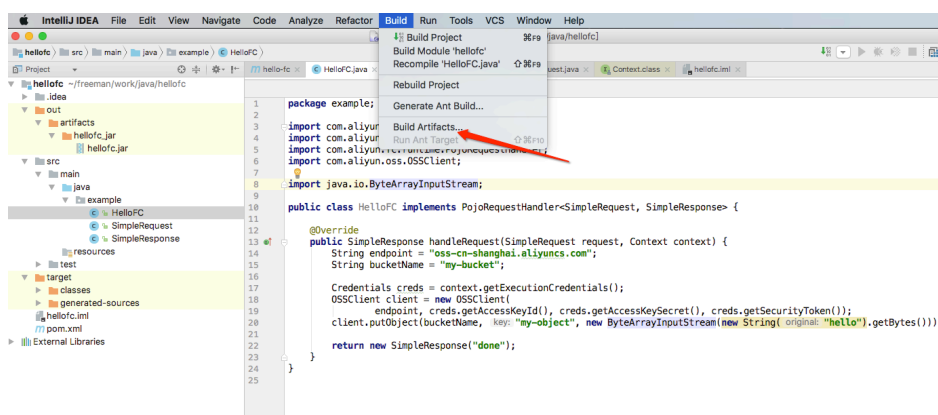 IntelliJ IDEA File Edit View Navigate Code Analyze Refactor Build Run Tools VCS Window Help
Build Project ⌘F9
java/hellofc]
hellofc src main java example HelloFC
Build Module 'hellofc'
Recompile 'HelloFC.java' ⇧⌘F9
Rebuild Project
Generate Ant Build...
Build Artifacts...
Run Ant Target ⇧⌘F10
Project
hello-fc HelloFC.java uest.java Context.class hellofc.iml
hellofc ~/freeman/work/java/hellofc
.idea
out
artifacts
hellofc_jar
hellofc.jar
src
main
java
example
HelloFC
SimpleRequest
SimpleResponse
resources
test
target
classes
generated-sources
hellofc.iml
pom.xml
External Libraries
1 package example;
2
3 import com.aliyun
4 import com.aliyun
5 import com.aliyun.fc.runtime.PojoRequestHandler;
6 import com.aliyun.oss.OSSClient;
7
8 import java.io.ByteArrayInputStream;
9
10 public class HelloFC implements PojoRequestHandler<SimpleRequest, SimpleResponse> {
11
12 @Override
13 public SimpleResponse handleRequest(SimpleRequest request, Context context) {
14 String endpoint = "oss-cn-shanghai.aliyuncs.com";
15 String bucketName = "my-bucket";
16
17 Credentials creds = context.getExecutionCredentials();
18 OSSClient client = new OSSClient(
19 endpoint, creds.getAccessKeyId(), creds.getAccessKeySecret(), creds.getSecurityToken());
20 client.putObject(bucketName, key: "my-object", new ByteArrayInputStream(new String( original: "hello").getBytes()))
21
22 return new SimpleResponse("done");
23 }
24 }
25